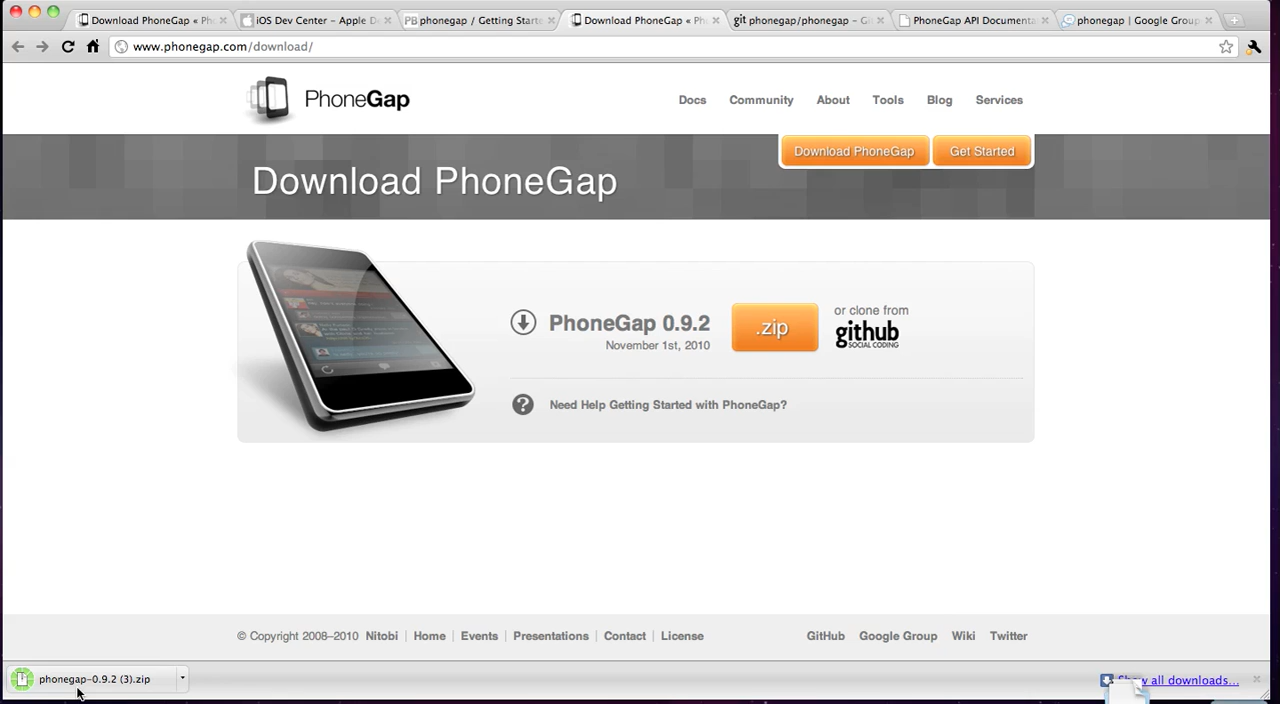 Download PhoneGap « Ph
iOS Dev Center – Apple De
PB phonegap / Getting Starte
Download PhoneGap « Ph
git phonegap/phonegap – Gi
PhoneGap API Documenta
phonegap | Google Group
www.phonegap.com/download/
PhoneGap
Docs Community About Tools Blog Services
Download PhoneGap Get Started
Download PhoneGap
PhoneGap 0.9.2
November 1st, 2010
.zip
or clone from
github
SOCIAL CODING
Need Help Getting Started with PhoneGap?
© Copyright 2008–2010 Nitobi | Home | Events | Presentations | Contact | License
GitHub Google Group Wiki Twitter
phonegap-0.9.2 (3).zip
Show all downloads...